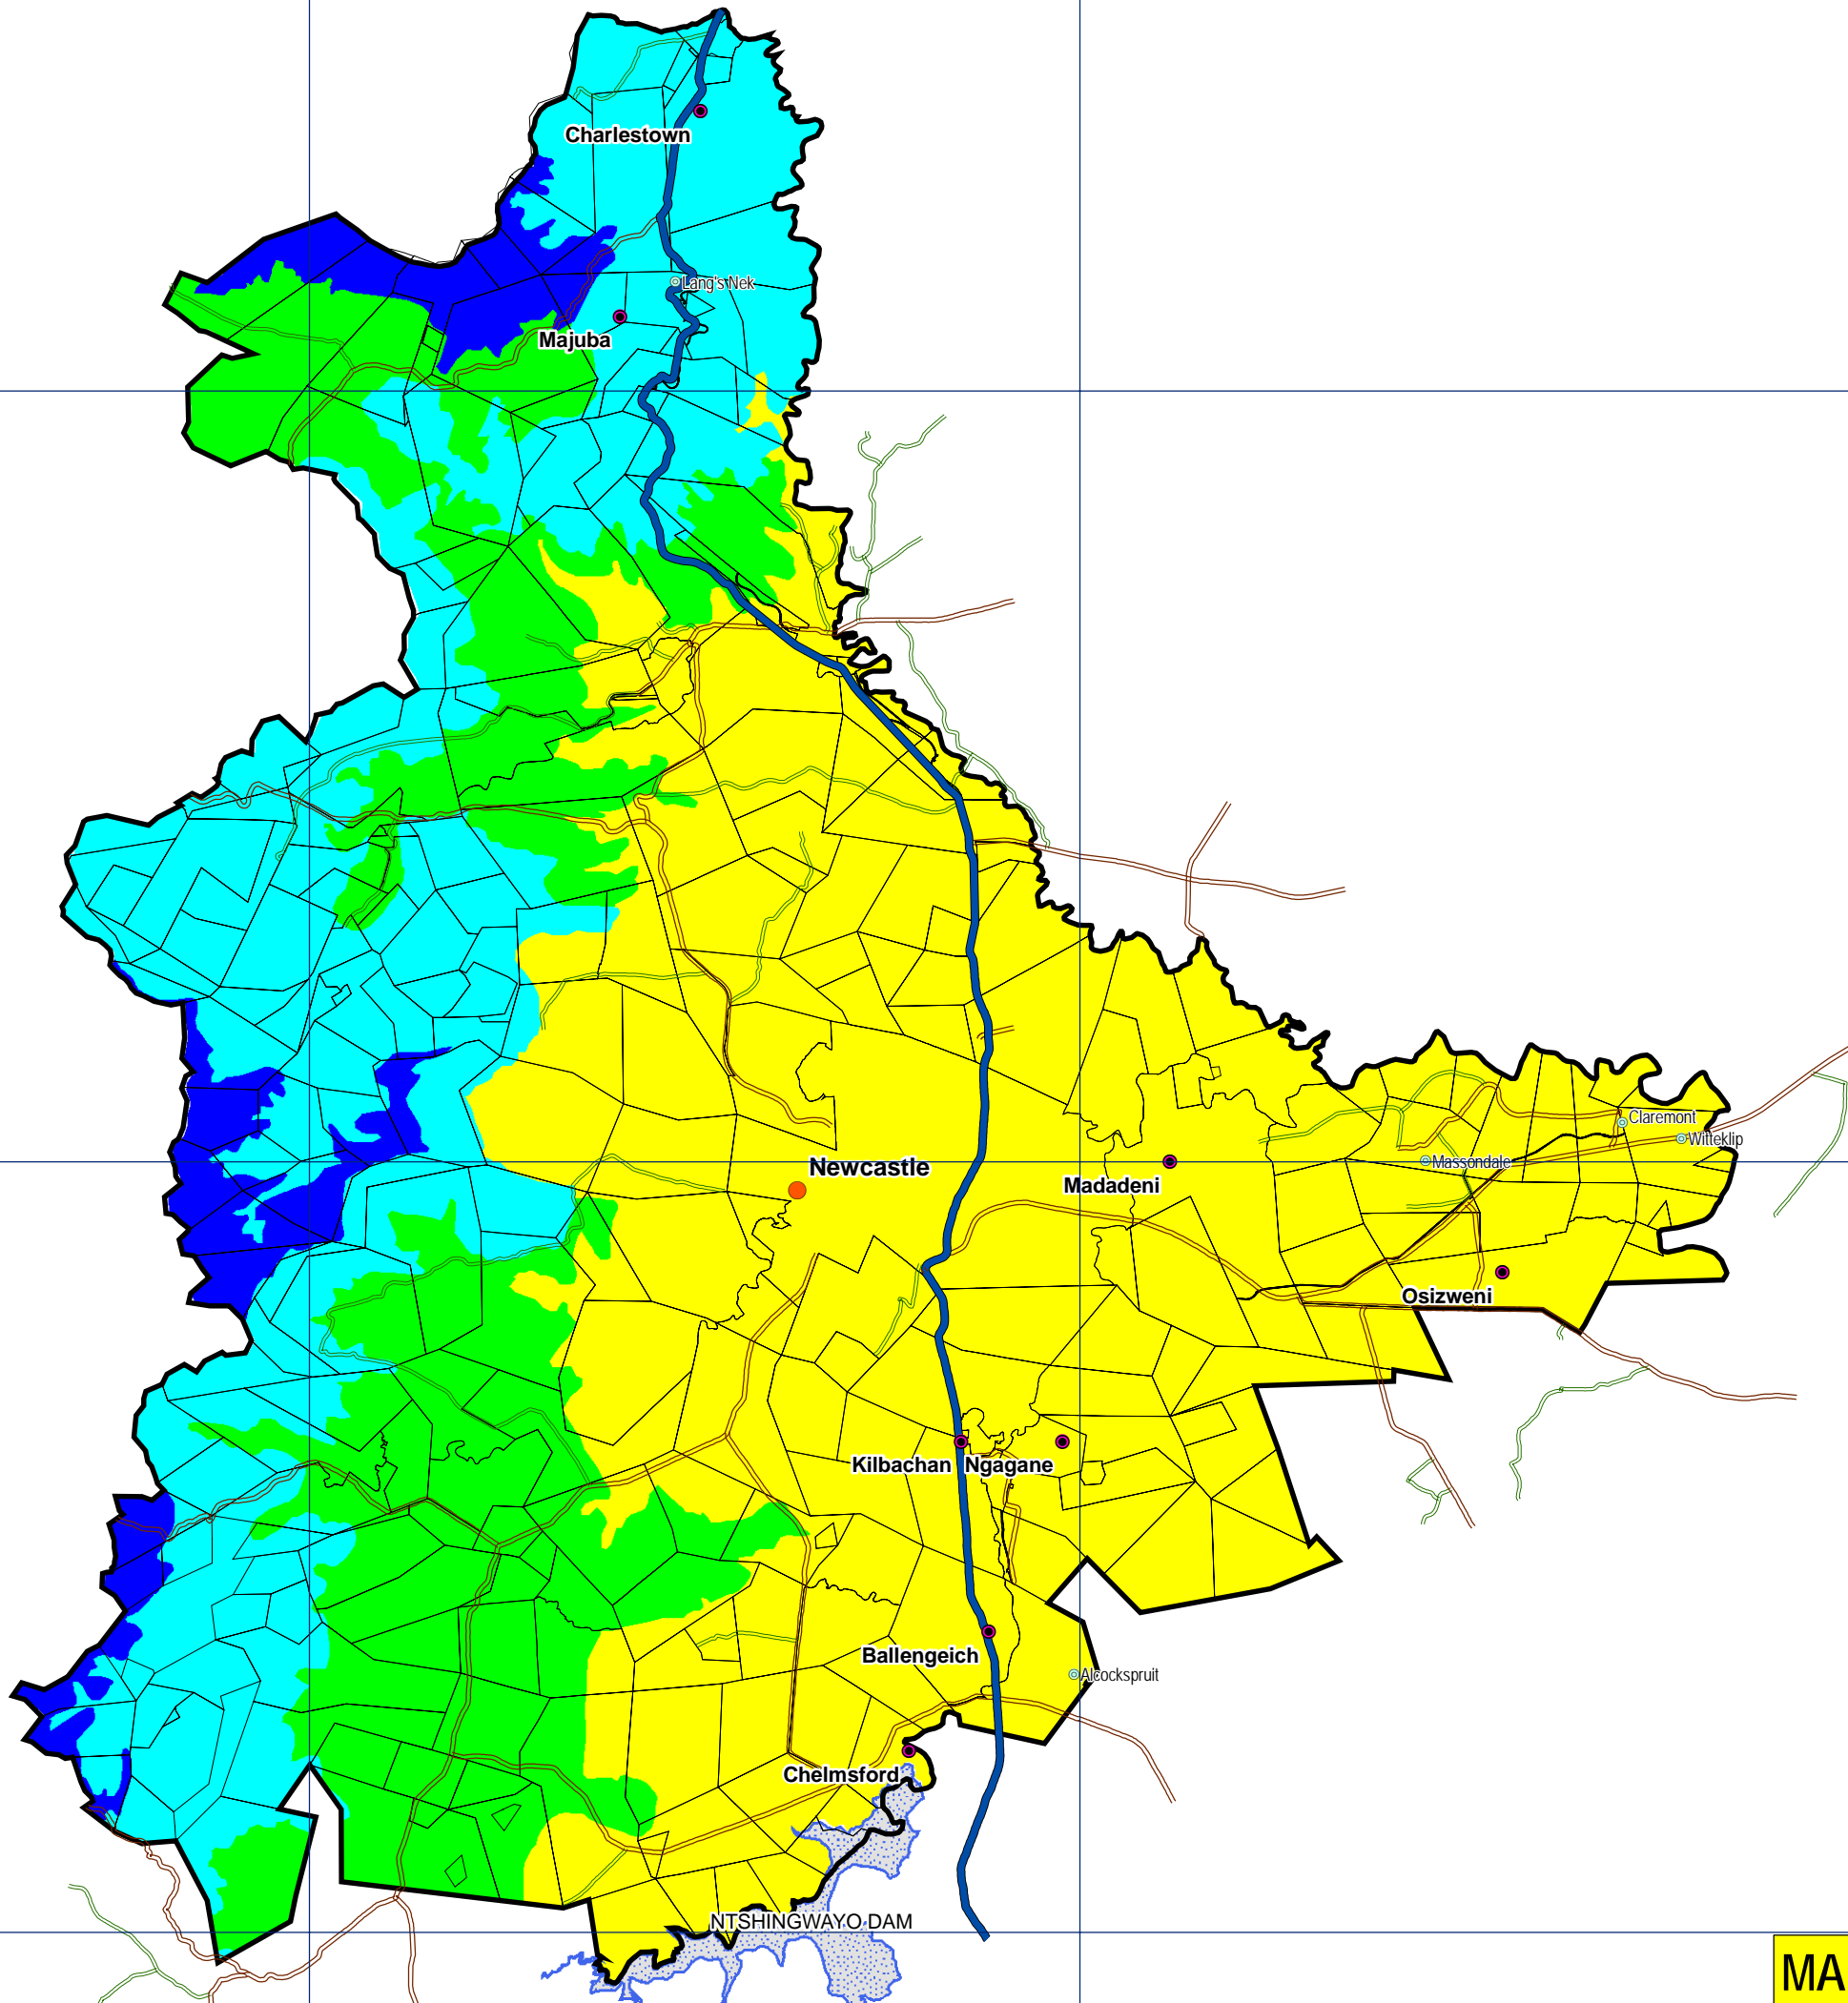 Charlestown
Lang's Nek
Majuba
Claremont
Witteklip
Newcastle
Massondale
Madadeni
Osizweni
Kilbachan
Ngagane
Ballengeich
Alcockspruit
Chelmsford
NTSHINGWAYO DAM
MA